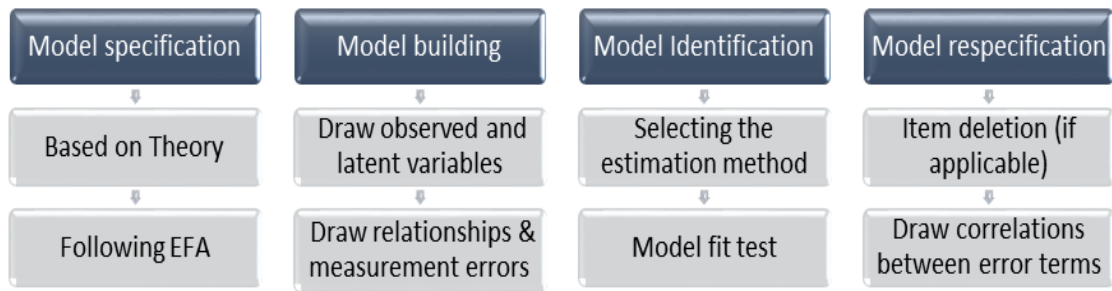 Model specification
Based on Theory
Following EFA
Model building
Draw observed and
latent variables
Draw relationships &
measurement errors
Model Identification
Selecting the
estimation method
Model fit test
Model respecification
Item deletion (if
applicable)
Draw correlations
between error terms